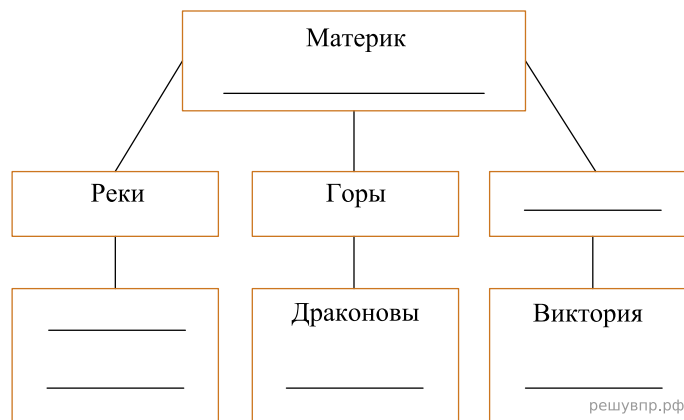 Материк
Реки
Горы
Драконовы
Виктория
решувпр.рф